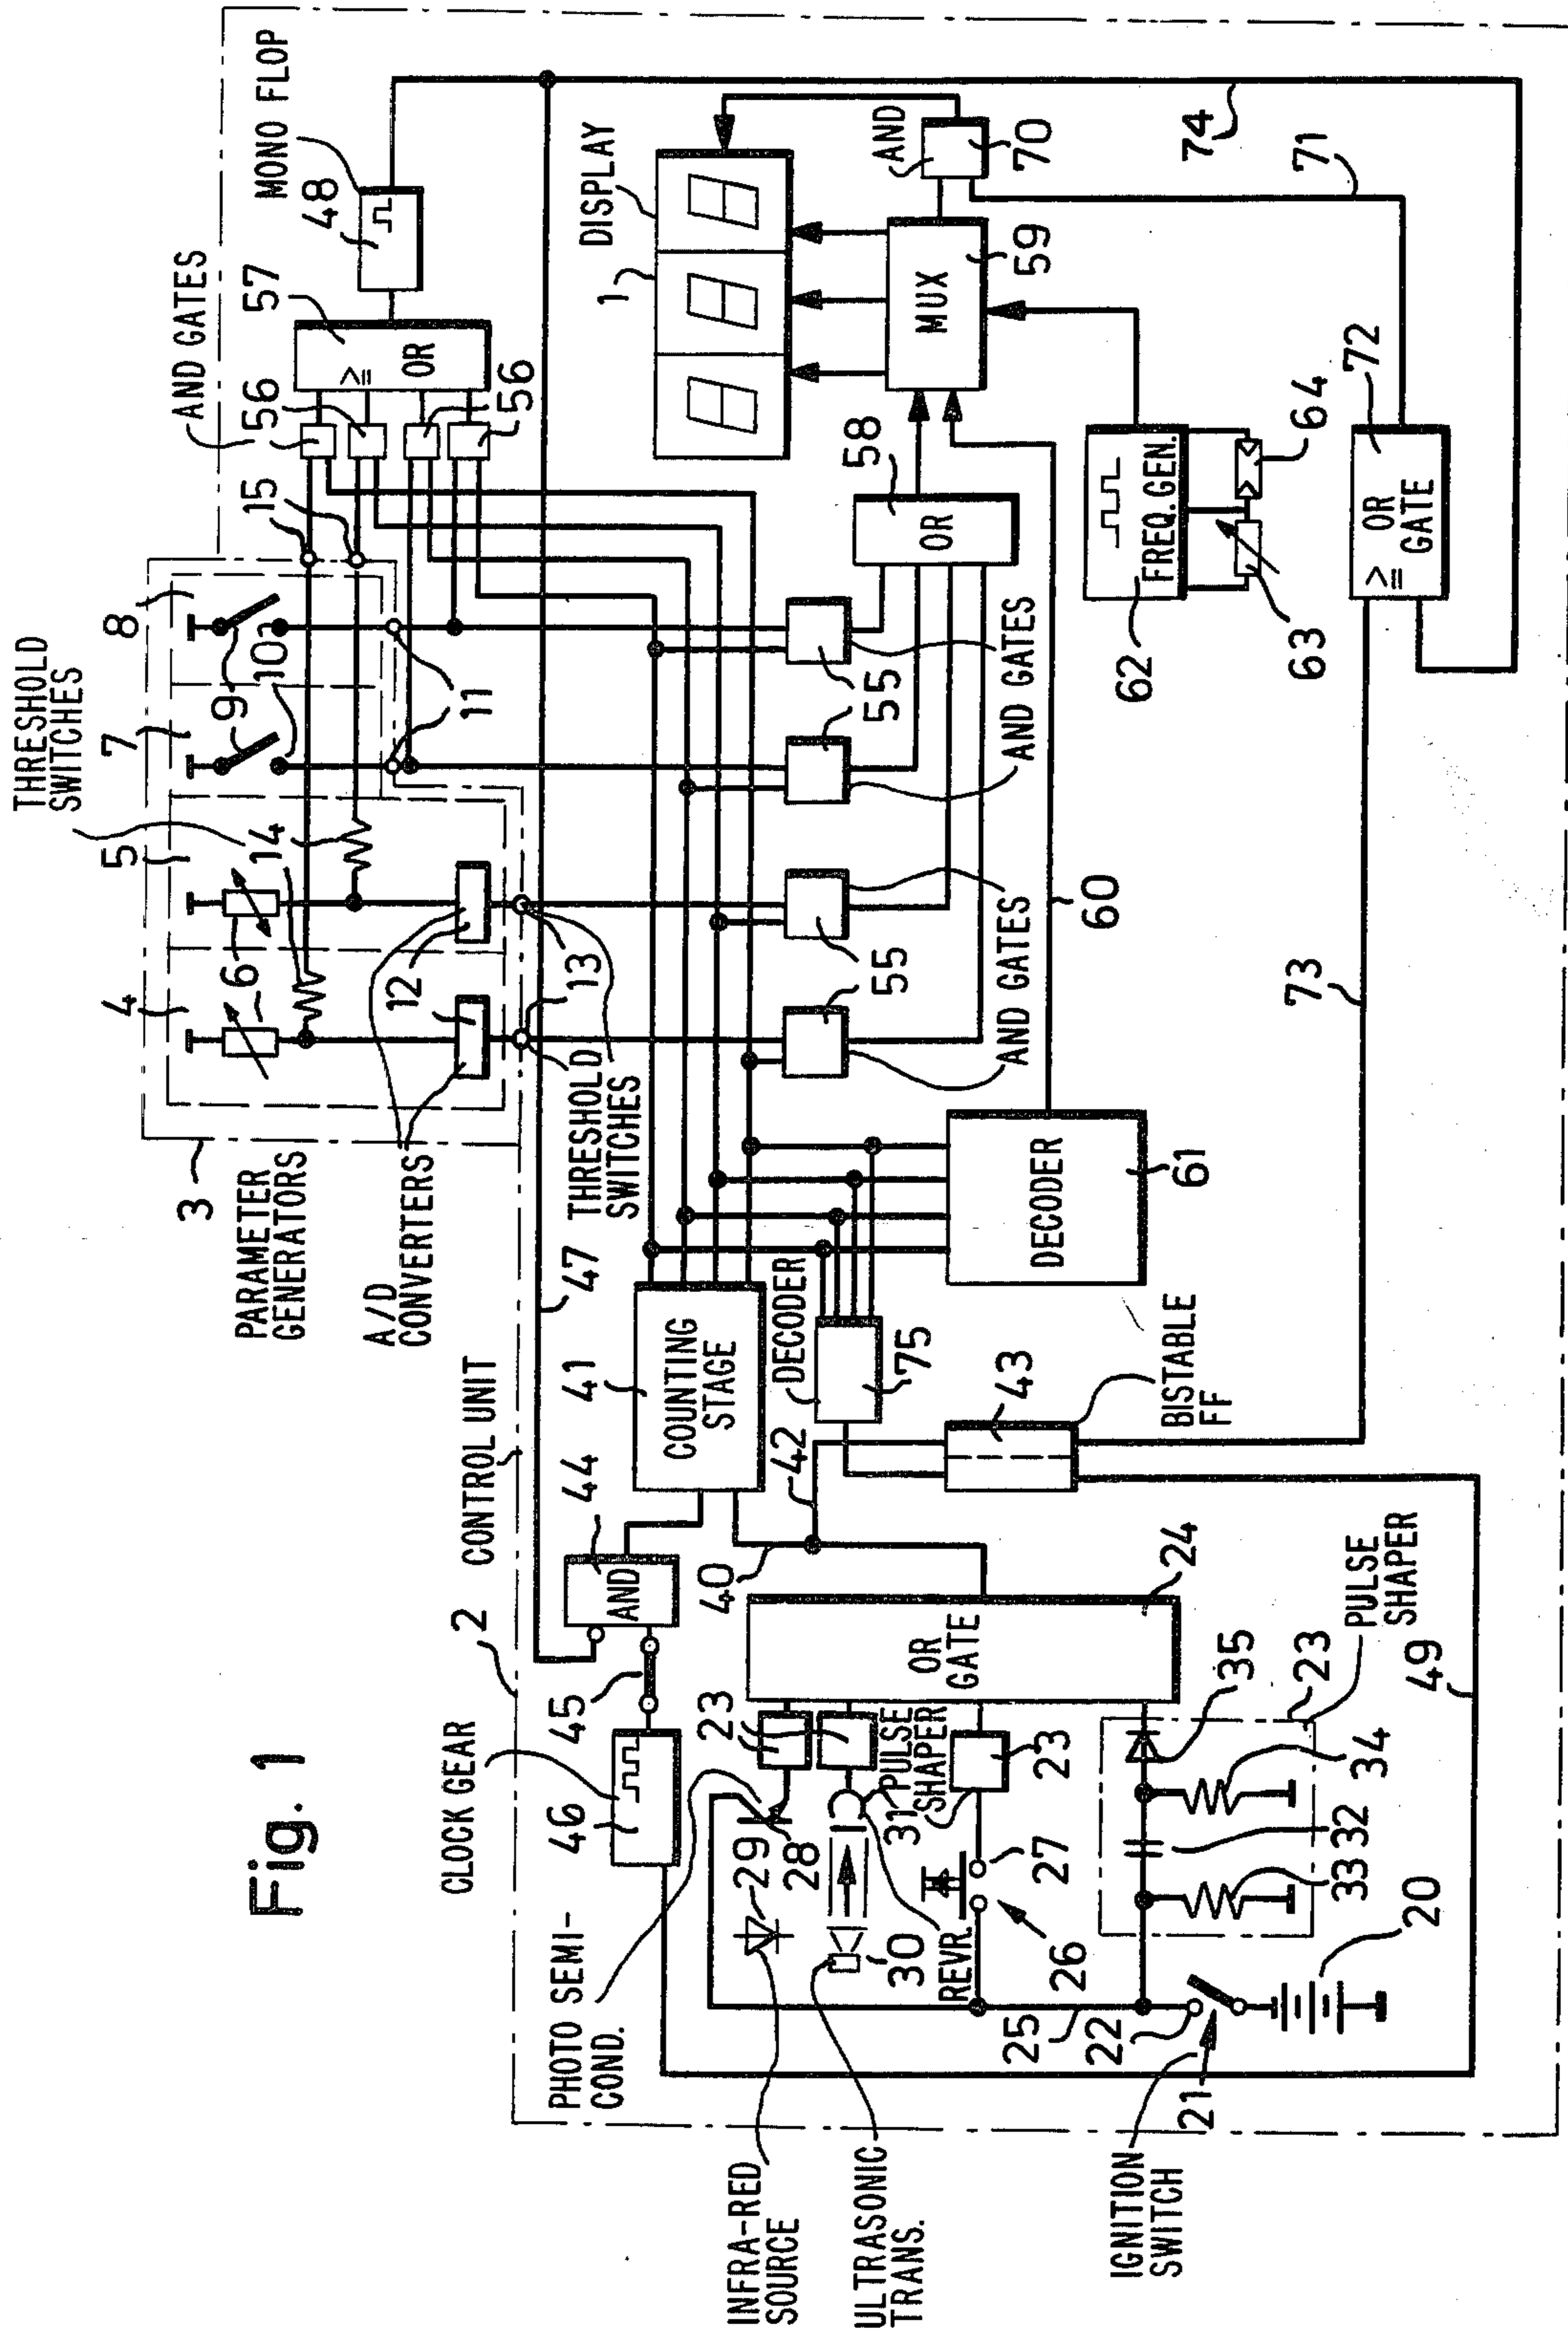 Fig. 1
THRESHOLD
SWITCHES
4
5
7
8
6
9
10a
14
12
13
11
15
3
PARAMETER
GENERATORS
A/D
CONVERTERS
THRESHOLD
SWITCHES
AND GATES
56
56
57
≥
OR
MONO FLOP
48
2
CONTROL UNIT
47
CLOCK GEAR
46
45
44
AND
41
COUNTING
STAGE
40
42
DECODER
75
DECODER
61
60
55
55
55
AND GATES
AND GATES
58
OR
DISPLAY
1
MUX
59
AND
70
71
74
62
FREQ. GEN.
63
64
72
≥
OR
GATE
73
43
BISTABLE
FF
PHOTO SEMI-
COND.
29
28
23
INFRA-RED
SOURCE
ULTRASONIC
TRANS.
30
REVR.
31
PULSE
SHAPER
23
26
27
OR
GATE
24
25
22
21
IGNITION
SWITCH
20
33
32
34
35
23
PULSE
SHAPER
49